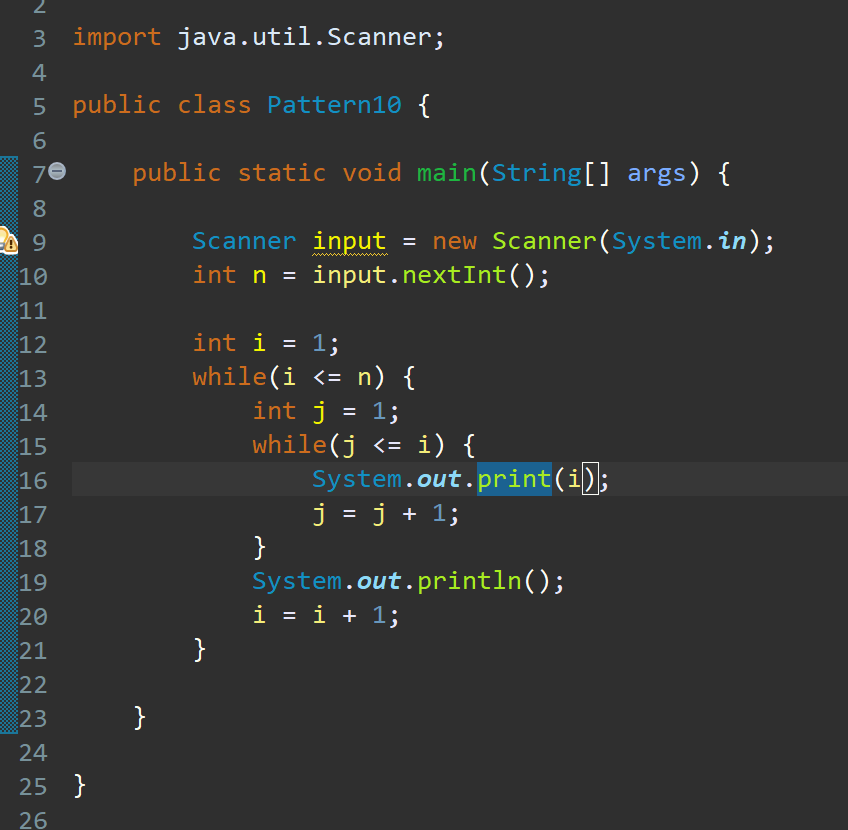 2
3 import java.util.Scanner;
4
5 public class Pattern10 {
6
7 public static void main(String[] args) {
8
9 Scanner input = new Scanner(System.in);
10 int n = input.nextInt();
11
12 int i = 1;
13 while(i <= n) {
14 int j = 1;
15 while(j <= i) {
16 System.out.print(i);
17 j = j + 1;
18 }
19 System.out.println();
20 i = i + 1;
21 }
22
23 }
24
25 }
26